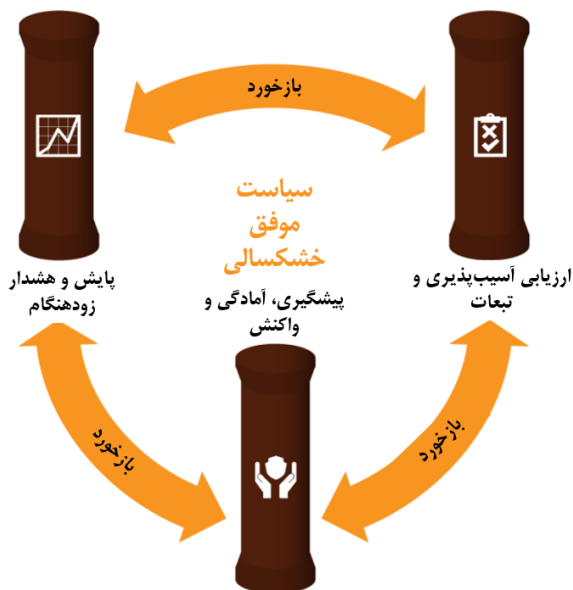 بازخورد
سیاست
موفق
خشکسالی
ارزیابی آسیب‌پذیری و
تبعات
پایش و هشدار
زودهنگام
پیشگیری، آمادگی و
واکنش
بازخورد
بازخورد